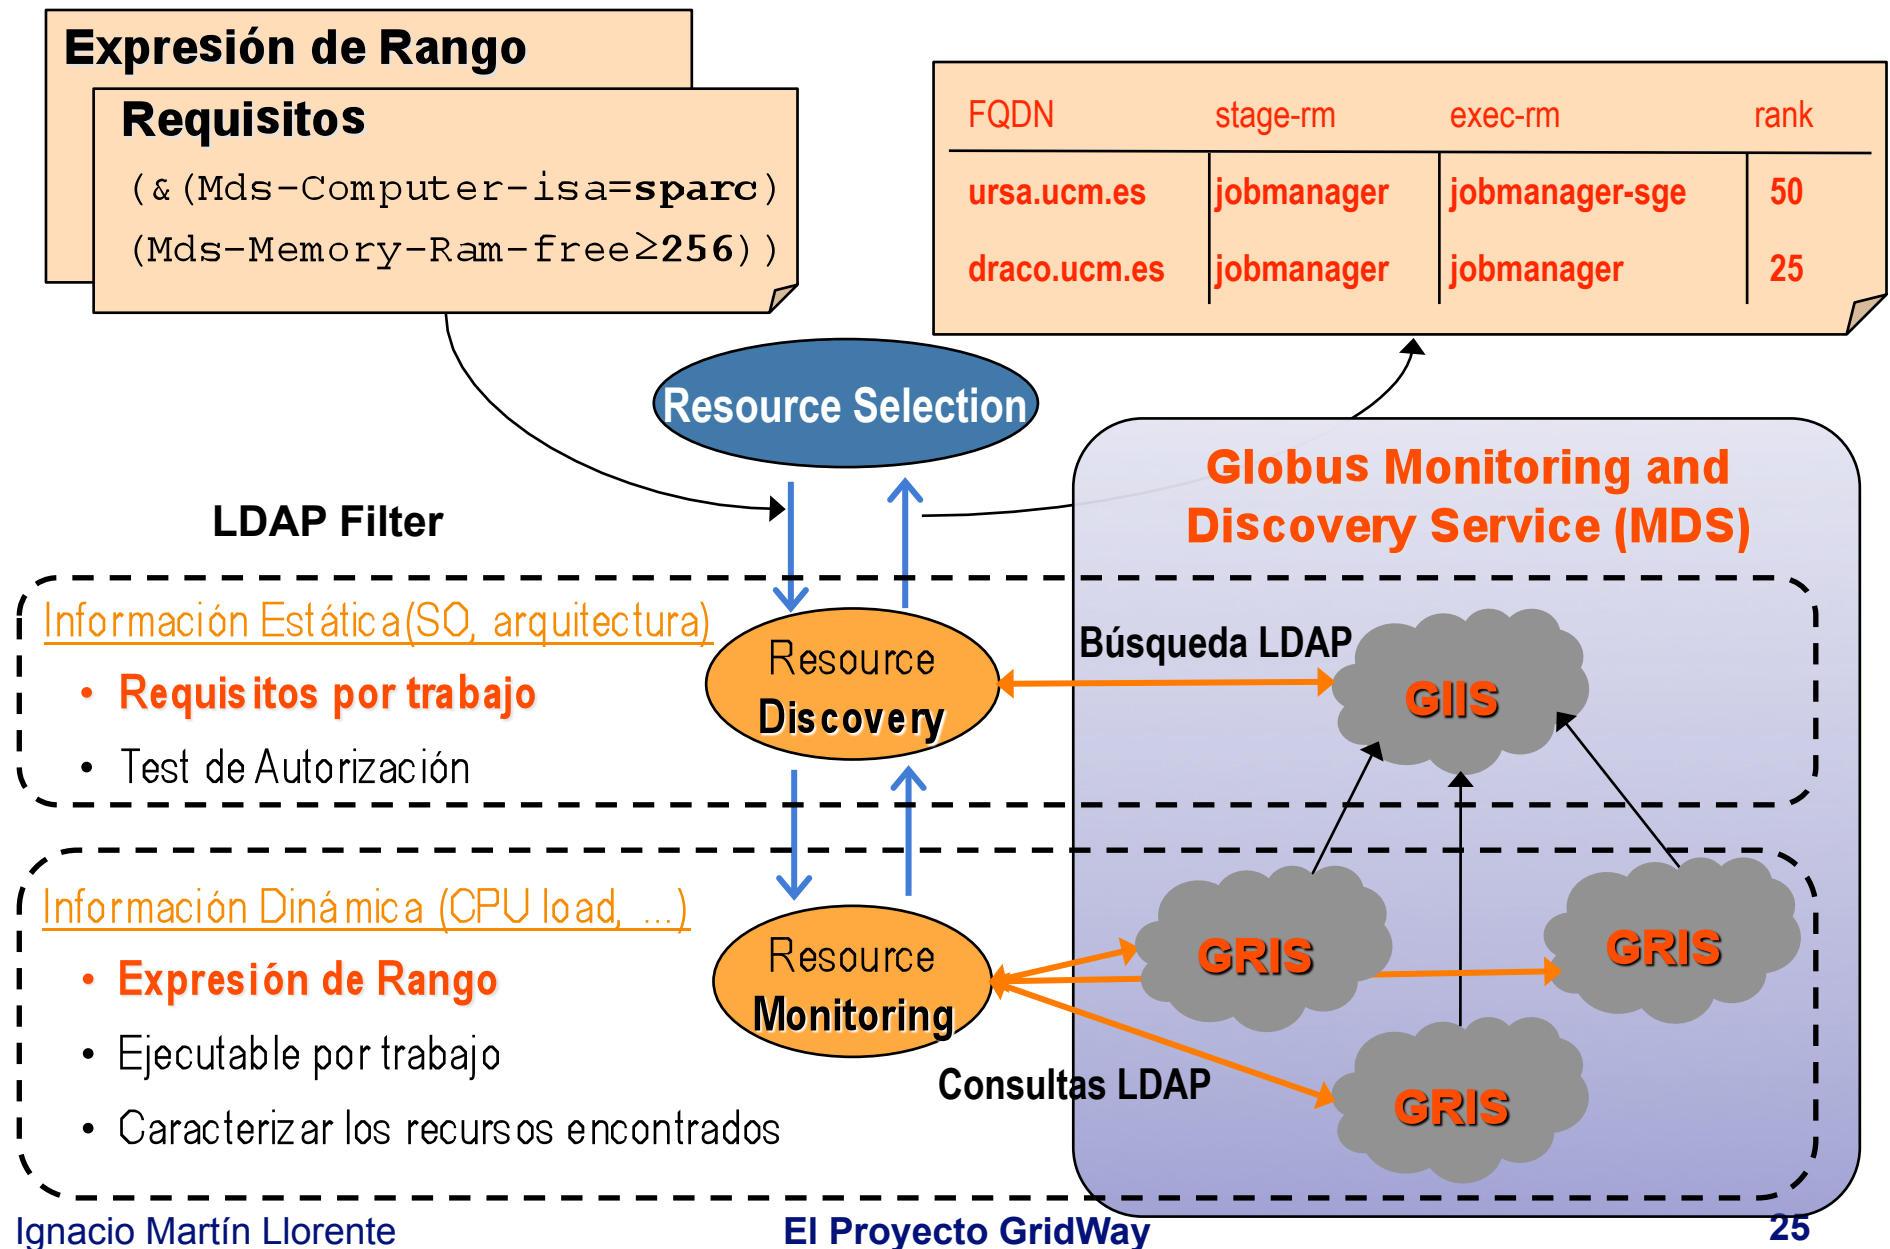 Expresión de Rango
Requisitos
(&(Mds-Computer-isa=sparc)
(Mds-Memory-Ram-free≥256))
FQDN stage-rm exec-rm rank
ursa.ucm.es jobmanager jobmanager-sge 50
draco.ucm.es jobmanager jobmanager 25
Resource Selection
LDAP Filter
Globus Monitoring and
Discovery Service (MDS)
Información Estática(SO, arquitectura)
• Requisitos por trabajo
• Test de Autorización
Resource
Discovery
Búsqueda LDAP
GIIS
Información Dinámica (CPU load, ...)
• Expresión de Rango
• Ejecutable por trabajo
• Caracterizar los recursos encontrados
Resource
Monitoring
Consultas LDAP
GRIS
GRIS
GRIS
Ignacio Martín Llorente
El Proyecto GridWay
25